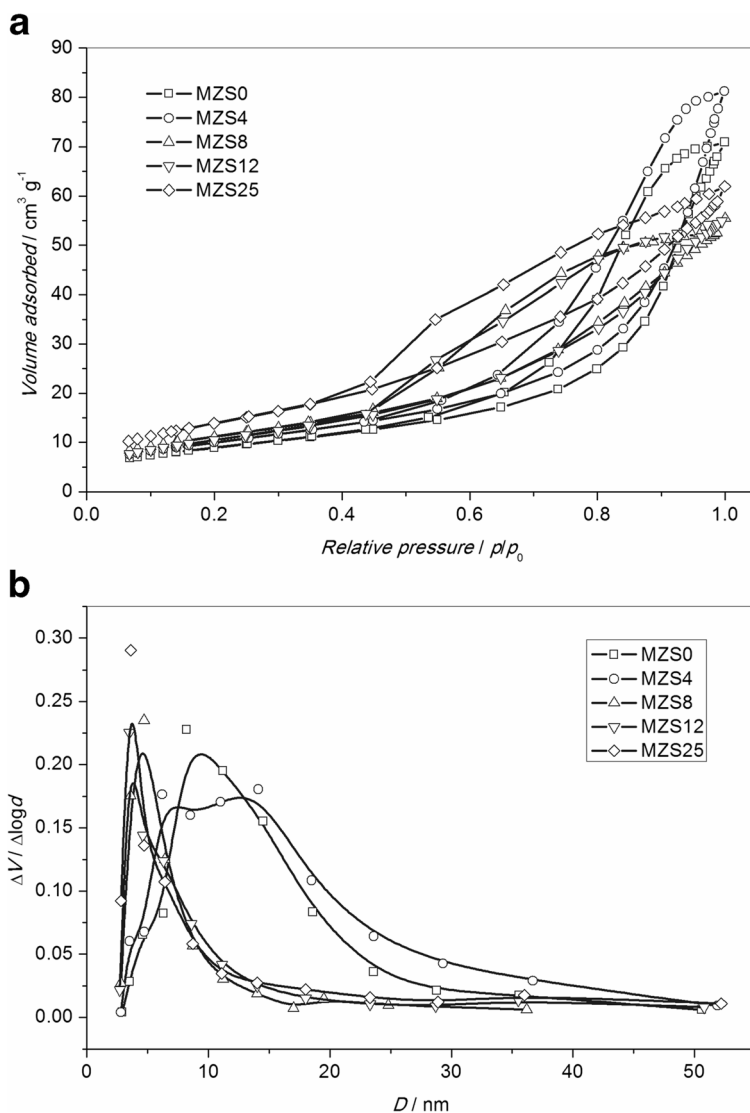 a
90
80
70
60
50
40
30
20
10
0
Volume adsorbed / cm³ g⁻¹
MZS0
MZS4
MZS8
MZS12
MZS25
0.0 0.2 0.4 0.6 0.8 1.0
Relative pressure / p/p₀
b
0.30
0.25
0.20
0.15
0.10
0.05
0.00
ΔV / Δlogd
MZS0
MZS4
MZS8
MZS12
MZS25
0 10 20 30 40 50
D / nm